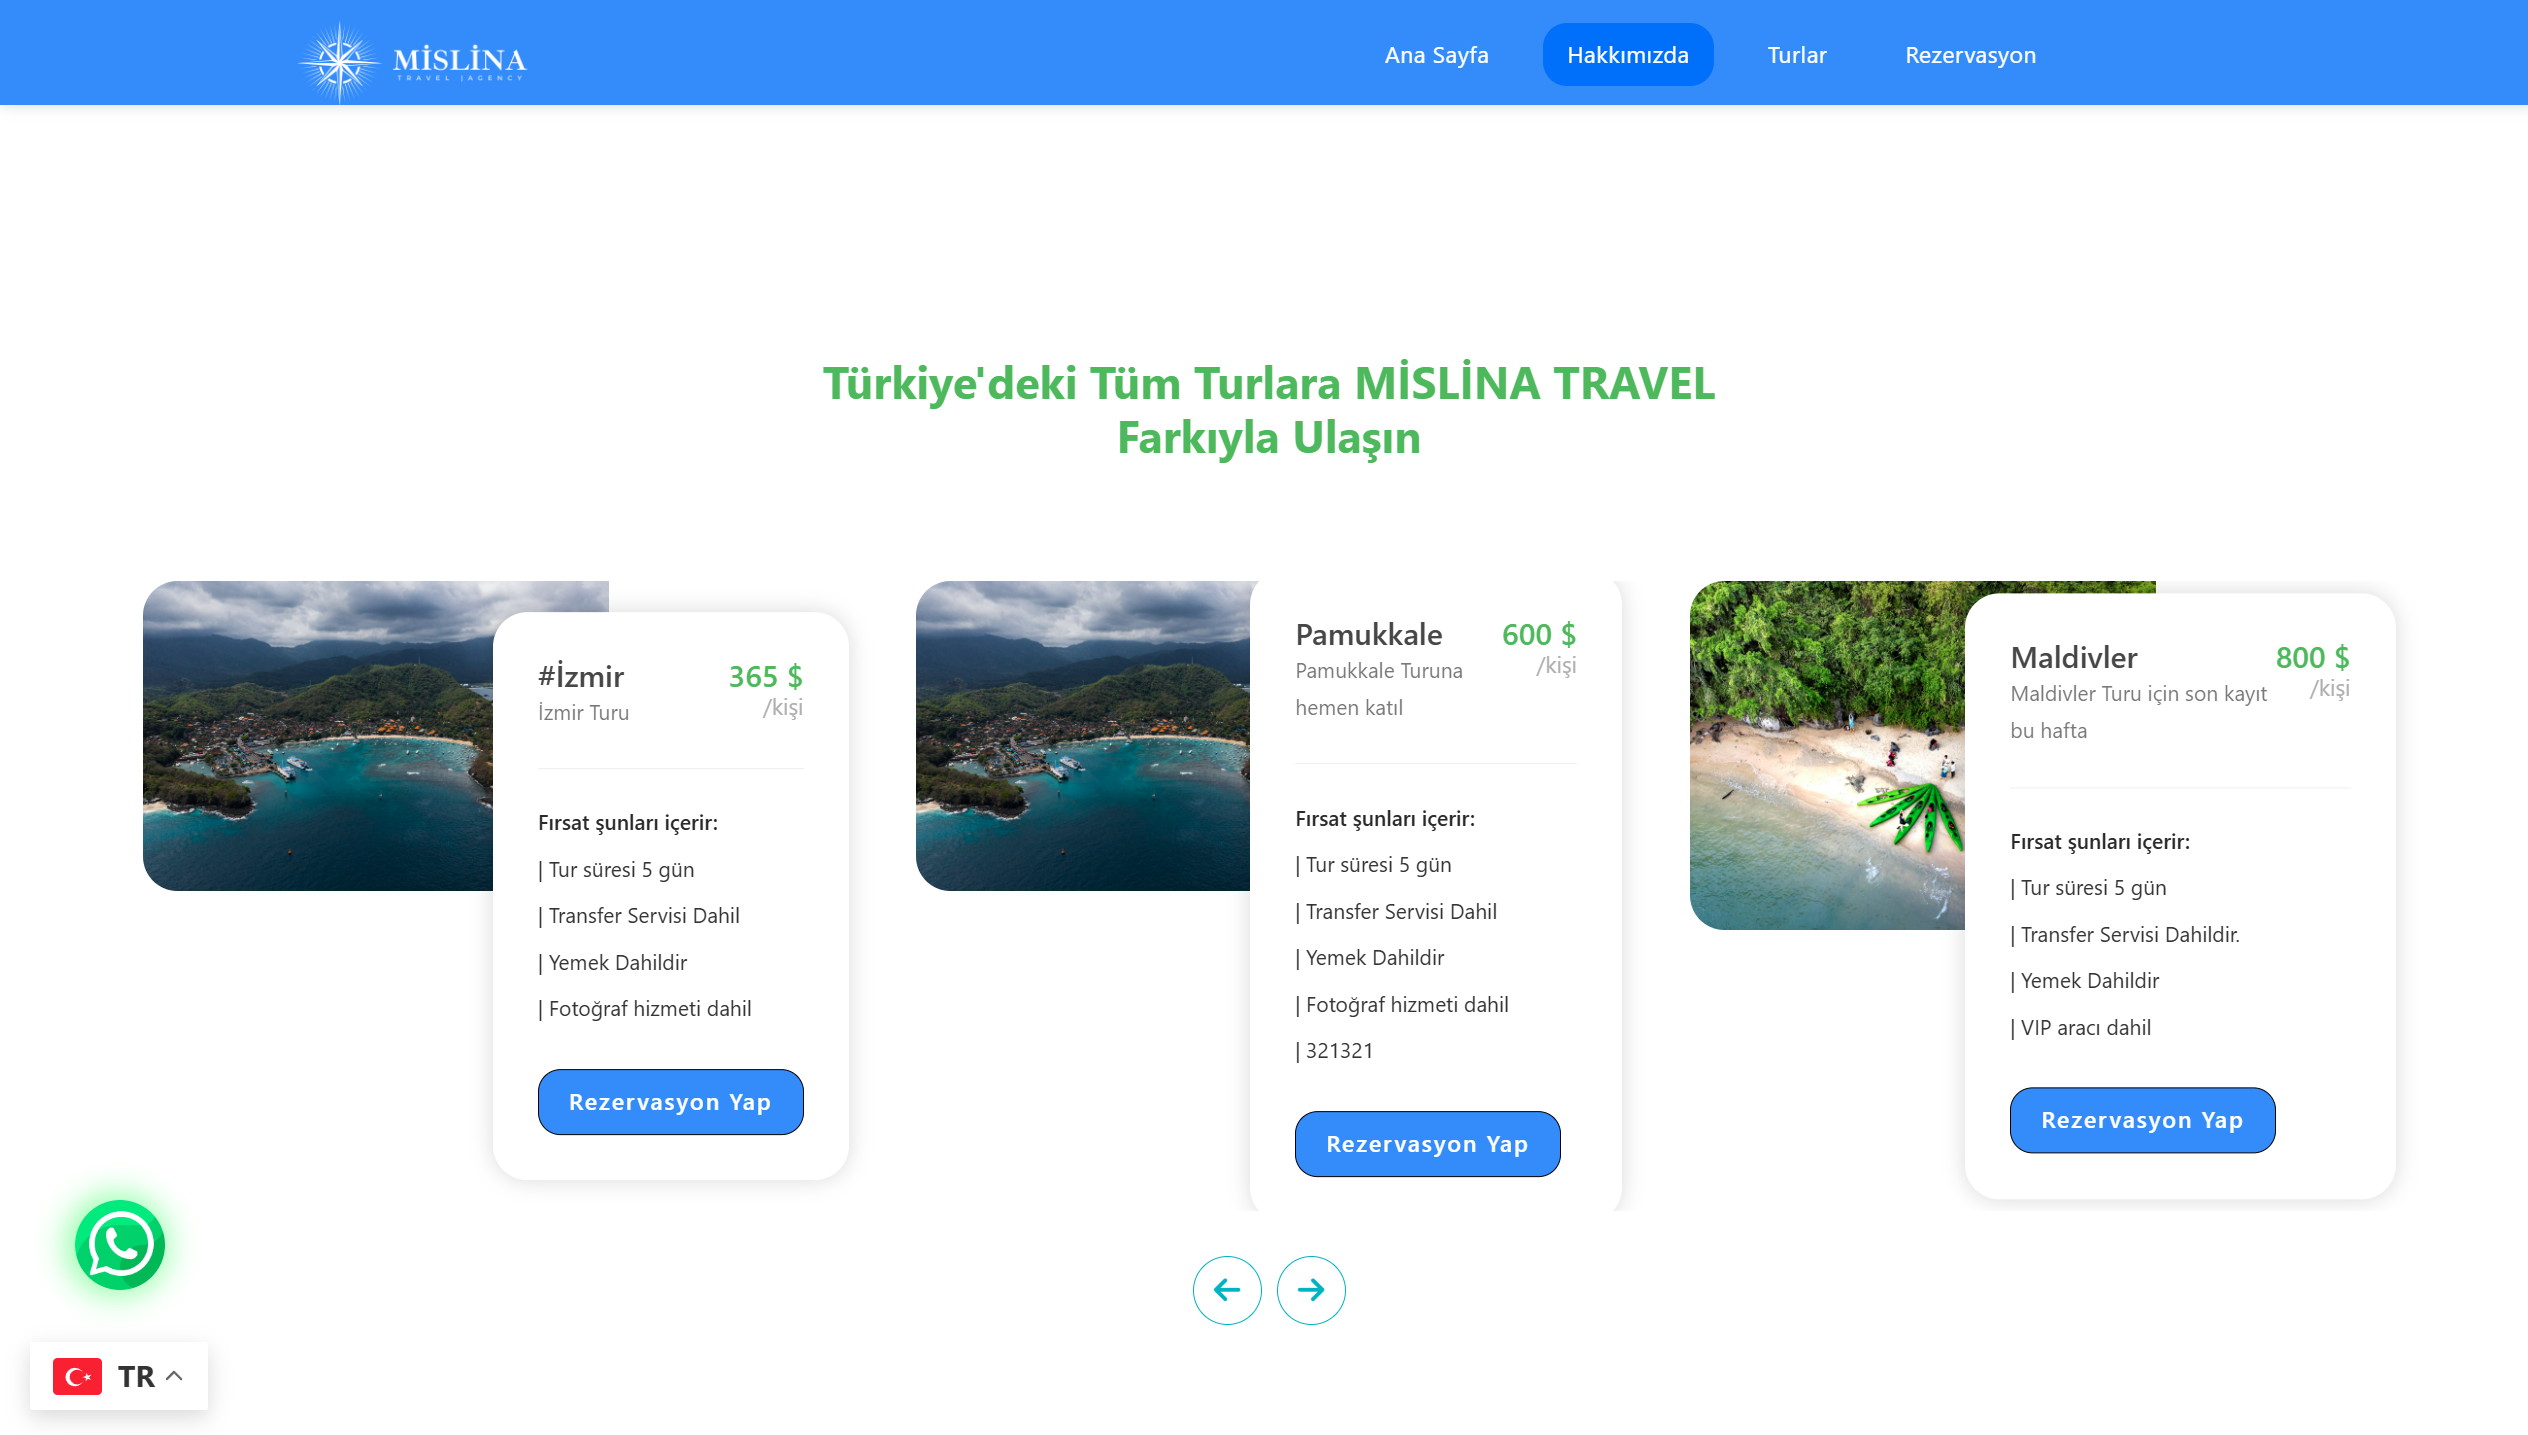 MİSLİNA
TRAVEL | AGENCY
Ana Sayfa
Hakkımızda
Turlar
Rezervasyon
Türkiye'deki Tüm Turlara MİSLİNA TRAVEL
Farkıyla Ulaşın
#İzmir
365 $
İzmir Turu
/kişi
Fırsat şunları içerir:
| Tur süresi 5 gün
| Transfer Servisi Dahil
| Yemek Dahildir
| Fotoğraf hizmeti dahil
Rezervasyon Yap
Pamukkale
600 $
/kişi
Pamukkale Turuna
hemen katıl
Fırsat şunları içerir:
| Tur süresi 5 gün
| Transfer Servisi Dahil
| Yemek Dahildir
| Fotoğraf hizmeti dahil
| 321321
Rezervasyon Yap
Maldivler
800 $
/kişi
Maldivler Turu için son kayıt
bu hafta
Fırsat şunları içerir:
| Tur süresi 5 gün
| Transfer Servisi Dahildir.
| Yemek Dahildir
| VIP aracı dahil
Rezervasyon Yap
TR